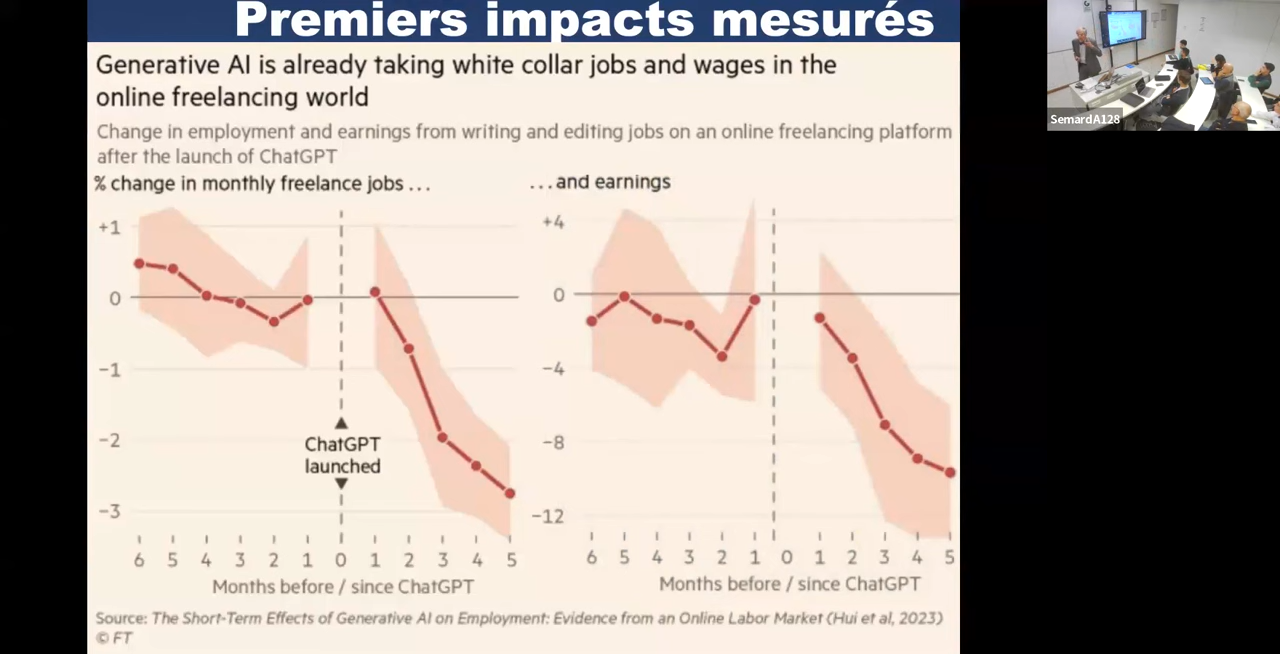 Premiers impacts mesurés
SemardA128
Generative AI is already taking white collar jobs and wages in the
online freelancing world
Change in employment and earnings from writing and editing jobs on an online freelancing platform
after the launch of ChatGPT
% change in monthly freelance jobs ...
+1
0
−1
−2
−3
ChatGPT
launched
6 5 4 3 2 1 0 1 2 3 4 5
Months before / since ChatGPT
... and earnings
+4
0
−4
−8
−12
6 5 4 3 2 1 0 1 2 3 4 5
Months before / since ChatGPT
Source: The Short-Term Effects of Generative AI on Employment: Evidence from an Online Labor Market (Hui et al, 2023)
© FT